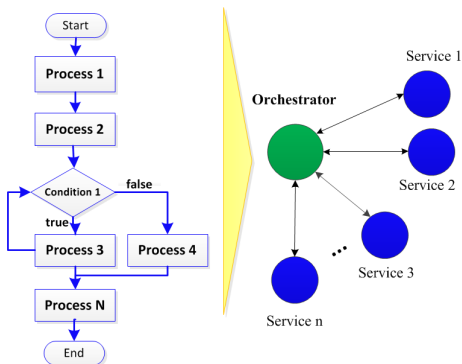 Start
Process 1
Process 2
Condition 1
false
true
Process 3
Process 4
Process N
End
Orchestrator
Service 1
Service 2
Service 3
...
Service n